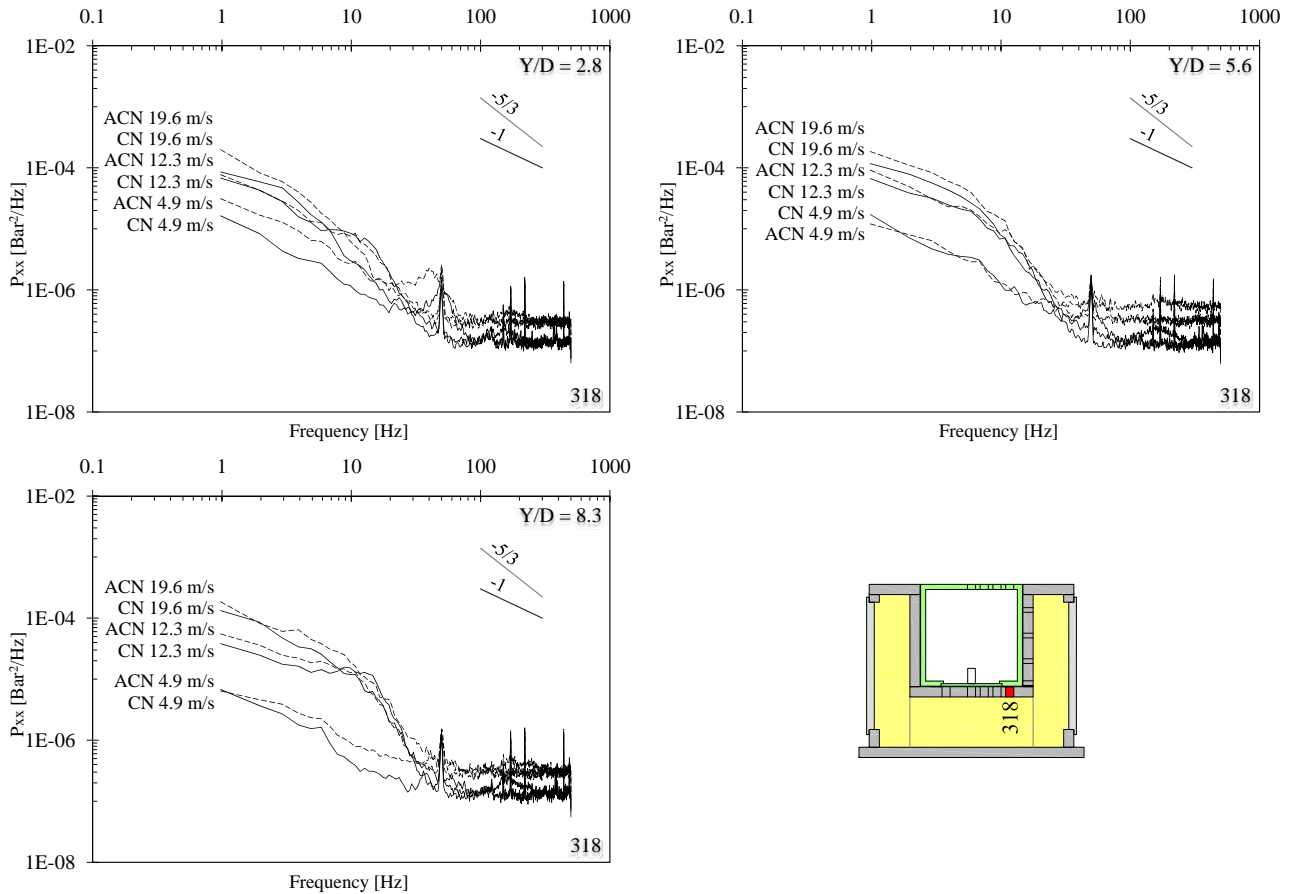 0.1 1 10 100 1000
1E-02
1E-04
1E-06
1E-08
Pxx [Bar²/Hz]
Y/D = 2.8
-5/3
-1
ACN 19.6 m/s
CN 19.6 m/s
ACN 12.3 m/s
CN 12.3 m/s
ACN 4.9 m/s
CN 4.9 m/s
318
Frequency [Hz]
0.1 1 10 100 1000
1E-02
1E-04
1E-06
1E-08
Pxx [Bar²/Hz]
Y/D = 5.6
-5/3
-1
ACN 19.6 m/s
CN 19.6 m/s
ACN 12.3 m/s
CN 12.3 m/s
CN 4.9 m/s
ACN 4.9 m/s
318
Frequency [Hz]
0.1 1 10 100 1000
1E-02
1E-04
1E-06
1E-08
Pxx [Bar²/Hz]
Y/D = 8.3
-5/3
-1
ACN 19.6 m/s
CN 19.6 m/s
ACN 12.3 m/s
CN 12.3 m/s
ACN 4.9 m/s
CN 4.9 m/s
318
Frequency [Hz]
318